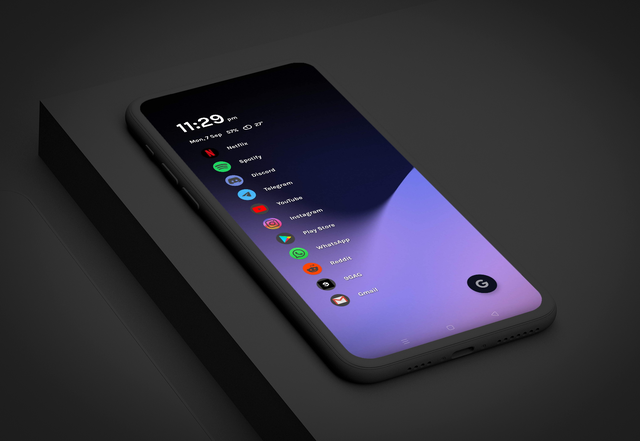 11:29 pm
Mon, 7 Sep 57% 27°
Netflix
Spotify
Discord
Telegram
YouTube
Instagram
Play Store
WhatsApp
Reddit
9GAG
Gmail
G